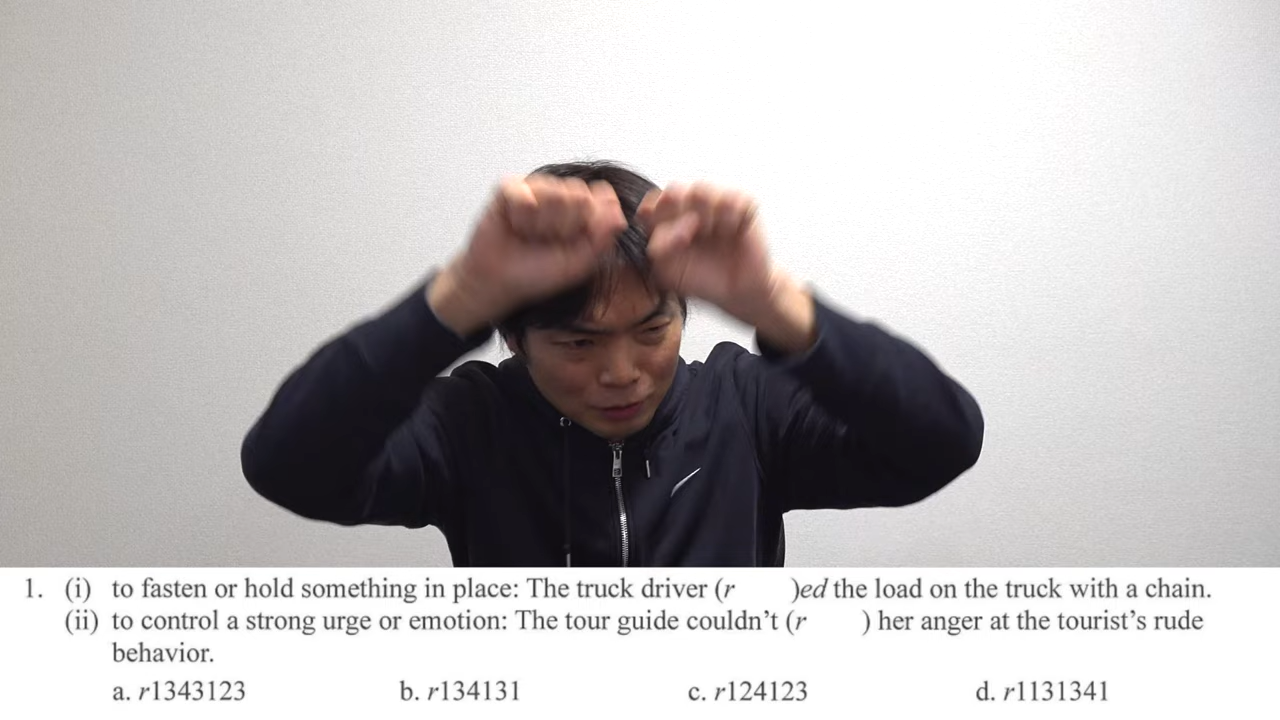 1. (i) to fasten or hold something in place: The truck driver (r )ed the load on the truck with a chain.
(ii) to control a strong urge or emotion: The tour guide couldn't (r ) her anger at the tourist's rude
behavior.
a. r1343123 b. r134131 c. r124123 d. r1131341